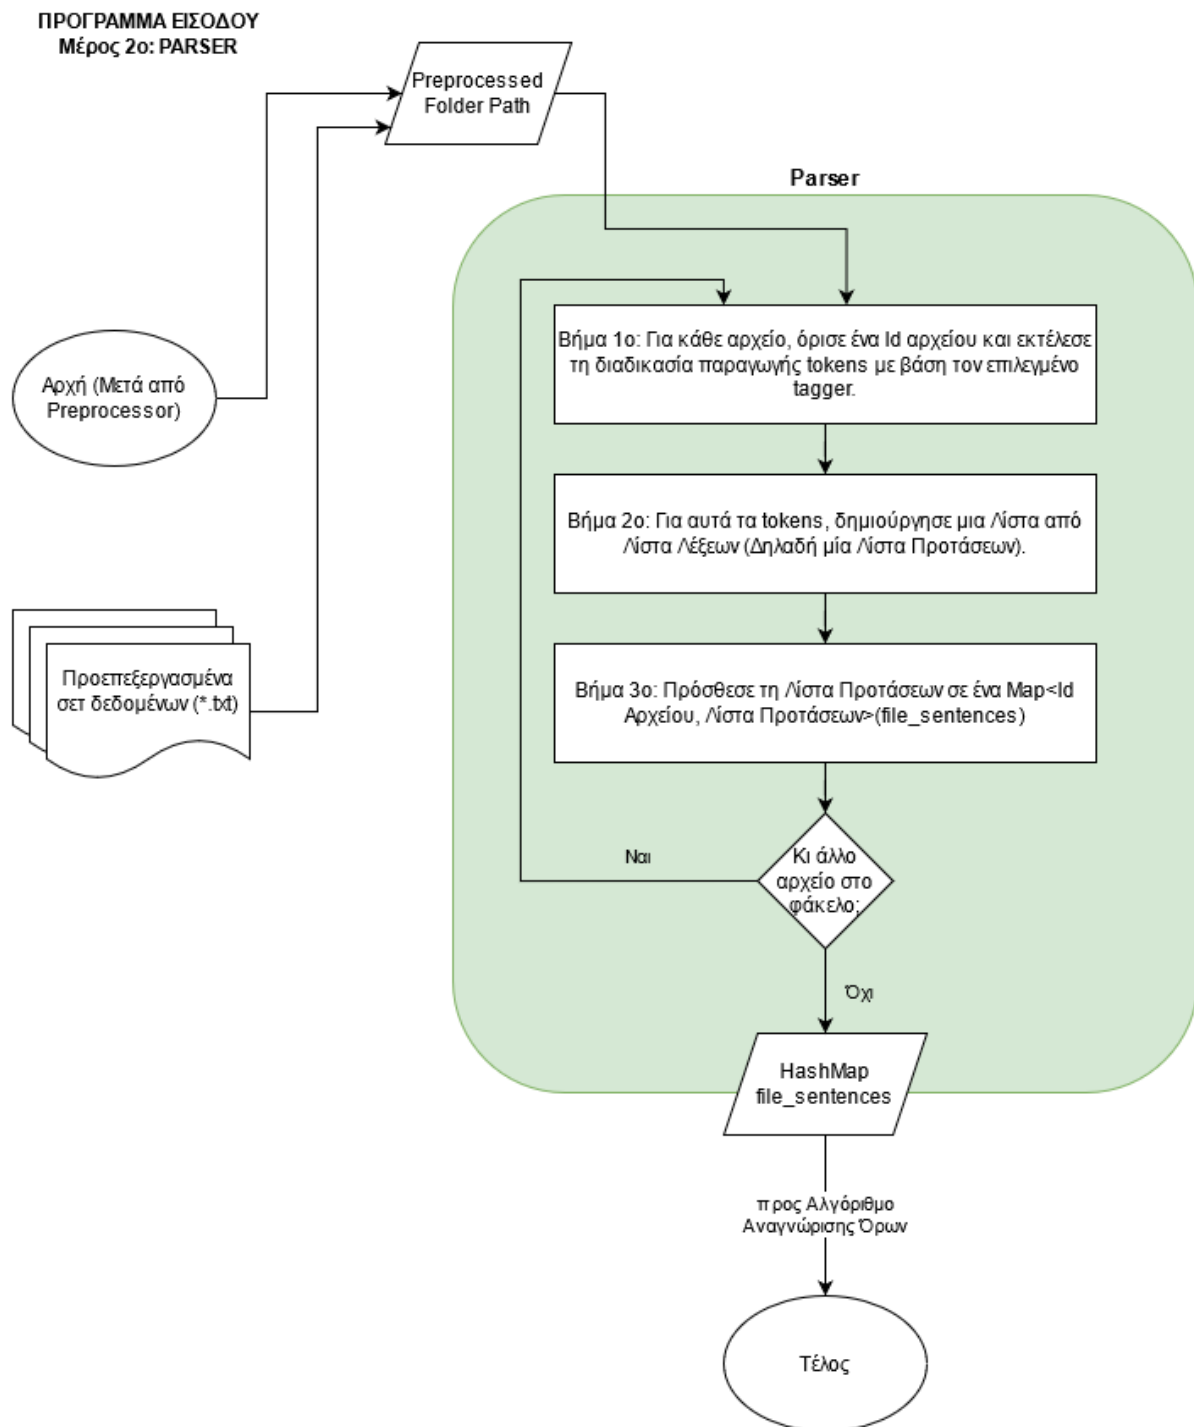 ΠΡΟΓΡΑΜΜΑ ΕΙΣΟΔΟΥ
Μέρος 2ο: PARSER
Preprocessed
Folder Path
Parser
Βήμα 1ο: Για κάθε αρχείο, όρισε ένα Id αρχείου και εκτέλεσε
τη διαδικασία παραγωγής tokens με βάση τον επιλεγμένο
tagger.
Αρχή (Μετά από
Preprocessor)
Βήμα 2ο: Για αυτά τα tokens, δημιούργησε μια Λίστα από
Λίστα Λέξεων (Δηλαδή μία Λίστα Προτάσεων).
Προεπεξεργασμένα
σετ δεδομένων (*.txt)
Βήμα 3ο: Πρόσθεσε τη Λίστα Προτάσεων σε ένα Map<Id
Αρχείου, Λίστα Προτάσεων>(file_sentences)
Ναι
Κι άλλο
αρχείο στο
φάκελο;
Όχι
HashMap
file_sentences
προς Αλγόριθμο
Αναγνώρισης Όρων
Τέλος